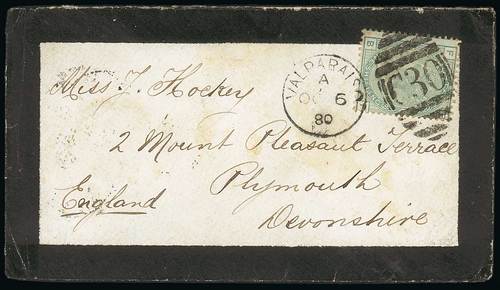 VALPARAISO
A
OC 6
80
C30
B
Miss J. Hockey
2 Mount Pleasant Terrace
Plymouth
England
Devonshire